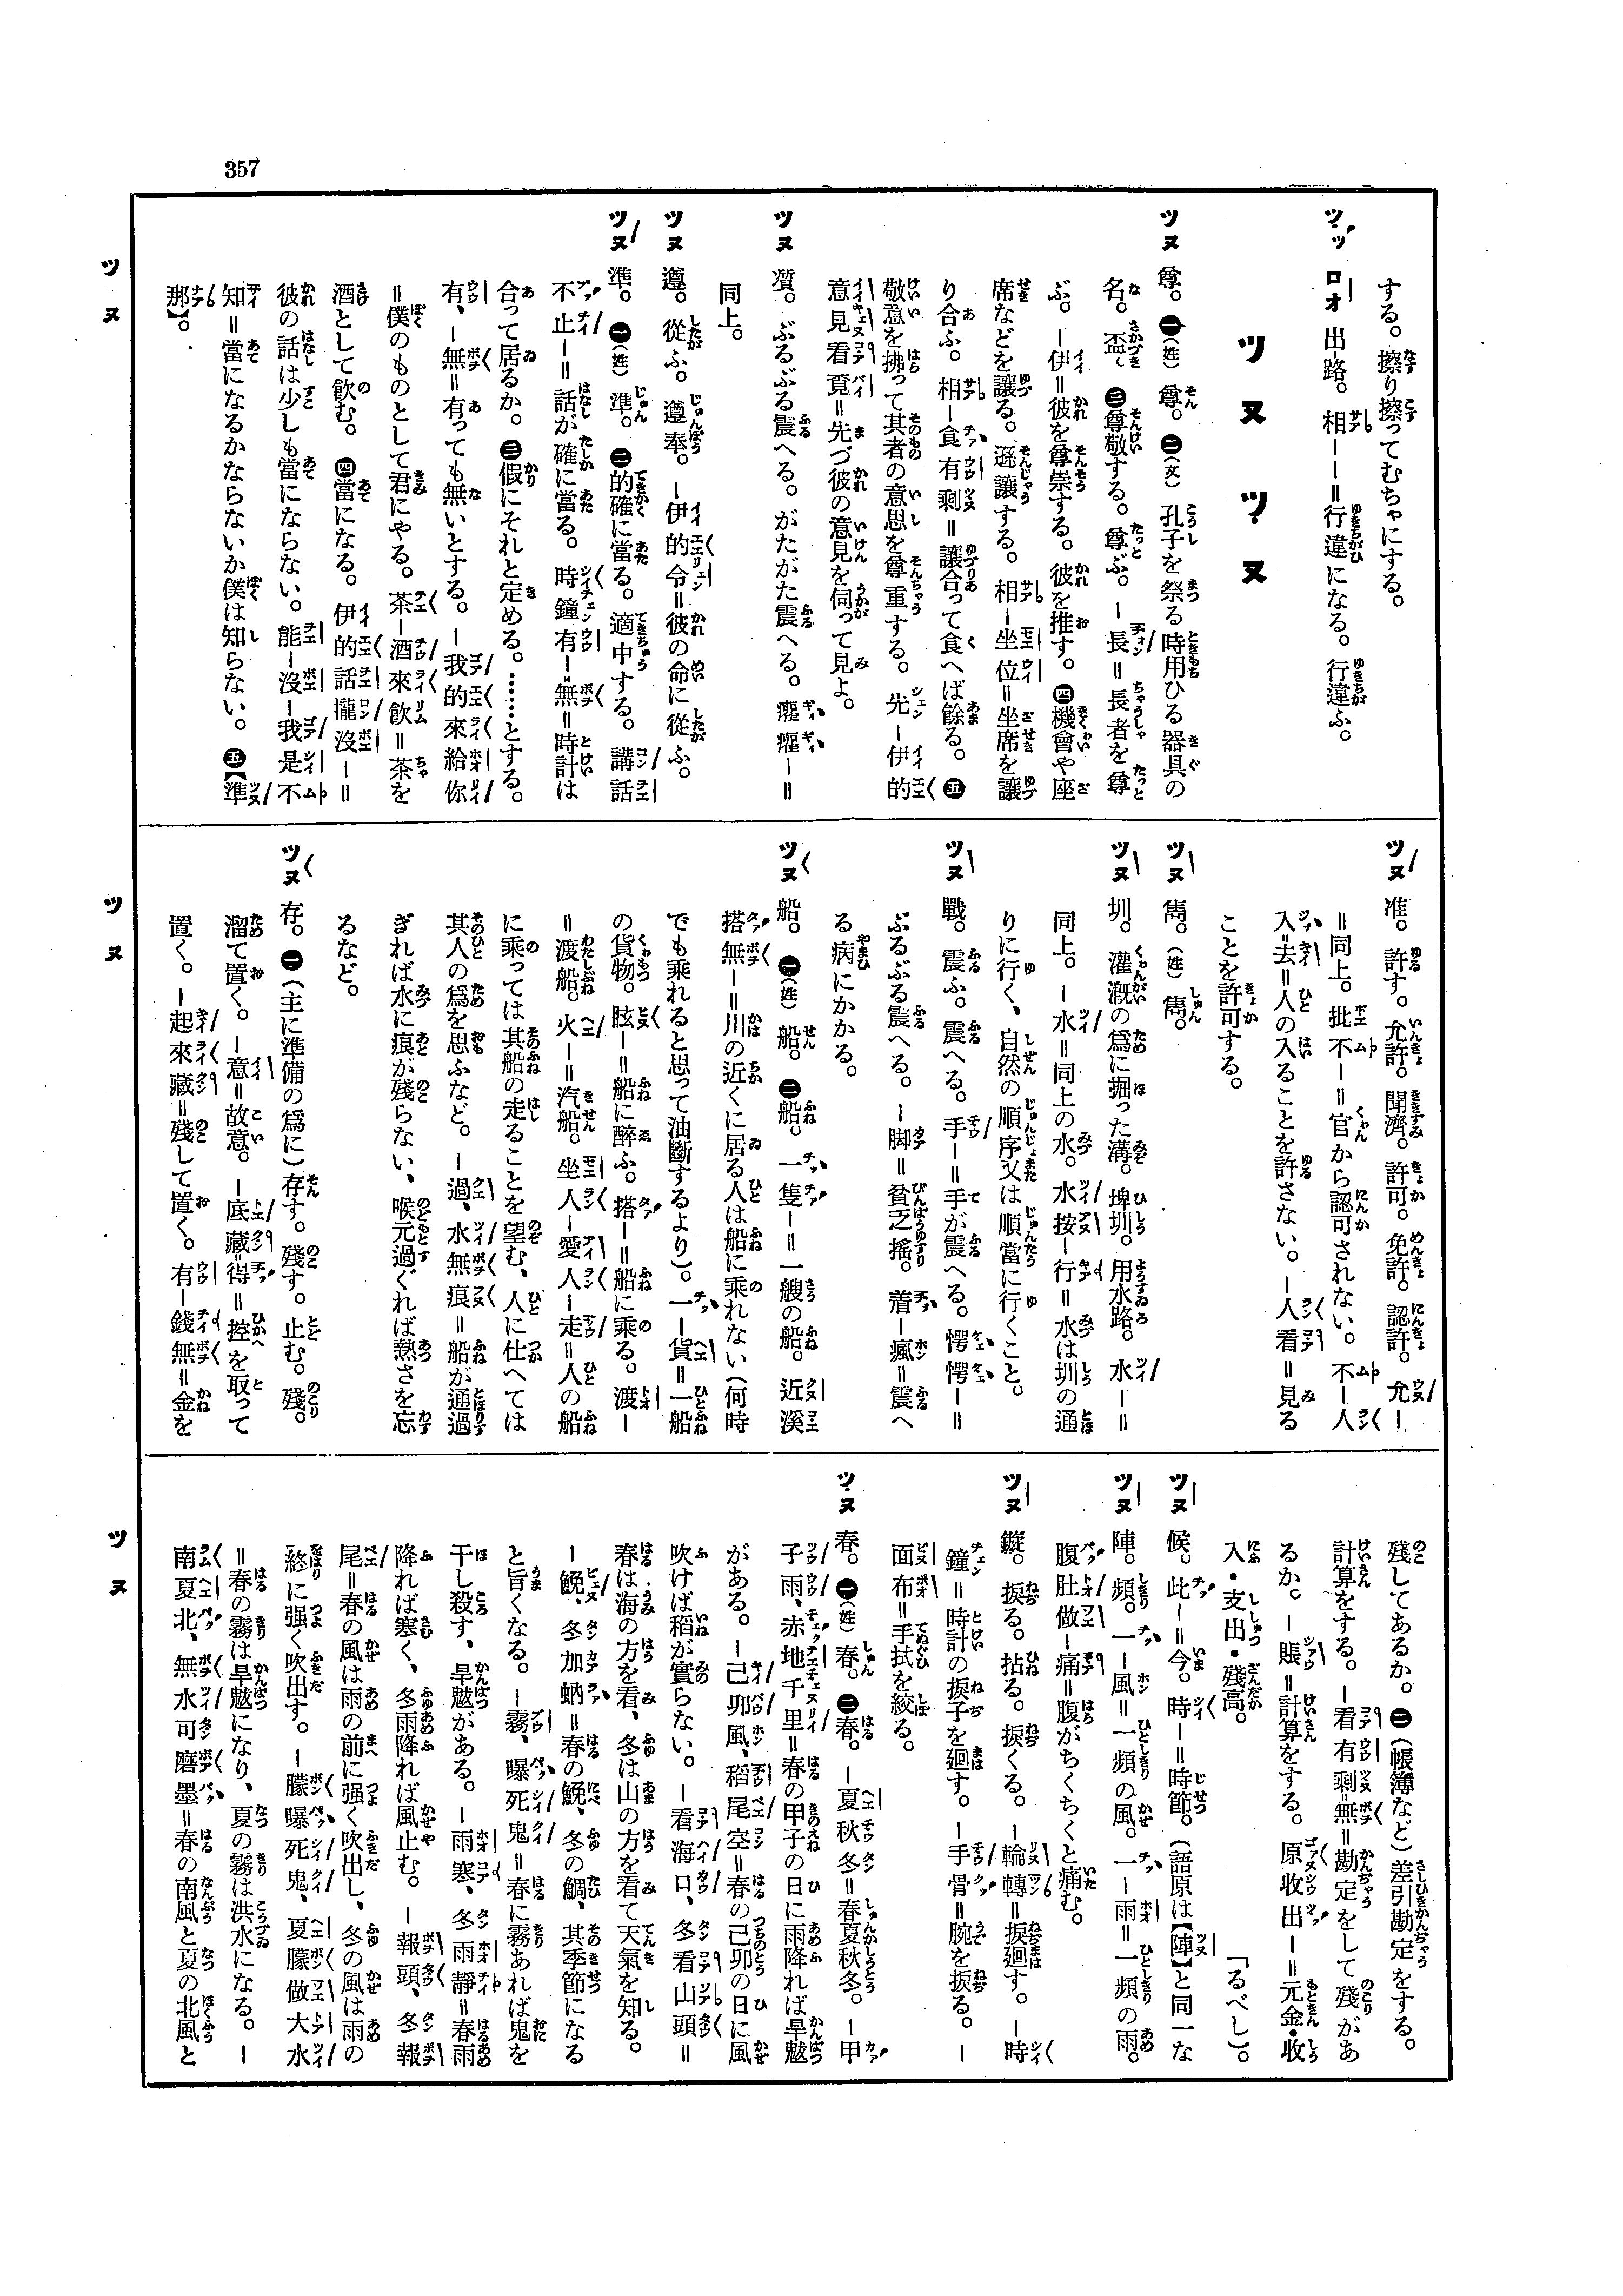 357
する。擦り擦ってむちゃにする。
ツッ ロオ 出路。相——＝行違になる。行違ふ。
ツヌ ツヌ
ツヌ 尊。㊀(姓) 尊。㊁(文) 孔子を祭る時用ひる器具の
名。盃。㊂尊敬する。尊ぶ。—長＝長者を尊
ぶ。—伊＝彼を尊崇する。彼を推す。㊃機會や座
席などを讓る。遜讓する。相—坐位＝坐席を讓
り合ふ。相—食有剩＝讓合って食へば餘る。㊄
敬意を拂って其者の意思を尊重する。先—伊的
意見看覔＝先づ彼の意見を伺って見よ。
ツヌ 濱。ぶるぶる震へる。がたがた震へる。瘇瘇—＝
同上。
ツヌ 遵。從ふ。遵奉。—伊的令＝彼の命に從ふ。
ツヌ 準。㊀(姓) 準。㊁的確に當る。適中する。講話
不止—＝話が確に當る。時鐘有—無＝時計は
合って居るか。㊂假にそれと定める。……とする。
有、—無＝有っても無いとする。—我的來給你
＝僕のものとして君にやる。茶—酒來飲＝茶を
酒として飲む。㊃當になる。伊的話攏沒—＝
彼の話は少しも當にならない。能—沒—我是不
知＝當になるかならないか僕は知らない。㊄【準
那】。
ツヌ
ツヌ 准。許す。允許。聞濟。許可。免許。認許。允—
＝同上。批不—＝官から認可されない。不—人
入去＝人の入ることを許さない。—人看＝見る
ことを許可する。
ツヌ 雋。(姓) 雋。
ツヌ 圳。灌漑の爲に掘った溝。埤圳。用水路。水—＝
同上。—水＝同上の水。水按—行＝水は圳の通
りに行く、自然の順序又は順當に行くこと。
ツヌ 戰。震ふ。震へる。手—＝手が震へる。愕愕—＝
ぶるぶる震へる。—脚＝貧乏搖。着—瘋＝震へ
る病にかかる。
ツヌ 船。㊀(姓) 船。㊁船。一隻—＝一艘の船。近溪
搭無—＝川の近くに居る人は船に乘れない(何時
でも乘れると思って油斷するより)。一—貨＝一船
の貨物。眩—＝船に醉ふ。搭—＝船に乘る。渡—
＝渡船。火—＝汽船。坐人—愛人—走＝人の船
に乘っては其船の走ることを望む、人に仕へては
其人の爲を思ふなど。—過、水無痕＝船が通過
ぎれば水に痕が殘らない、喉元過ぐれば熱さを忘
るなど。
ツヌ 存。㊀(主に準備の爲に)存す。殘す。止む。殘。
溜て置く。—意＝故意。—底藏＝得＝控を取って
置く。—起來藏＝殘して置く。有—錢無＝金を
ツヌ
殘してあるか。㊁(帳簿など)差引勘定をする。
計算をする。—看有剩＝無＝勘定をして殘があ
るか。—賬＝計算をする。原收出—＝元金・收
入・支出・殘高。
ツヌ 候。此—＝今。時—＝時節。(語原は【陣】と同一な「るべし)。
ツヌ 陣。頻。一—風＝一頻の風。一—雨＝一頻の雨。
腹肚做—痛＝腹がちくちくと痛む。
ツヌ 鏇。捩る。拈る。捩くる。—輪轉＝捩廻す。—時
鐘＝時計の捩子を廻す。—手骨＝腕を捩る。—
面布＝手拭を絞る。
ツヌ 春。㊀(姓) 春。㊁春。—夏秋冬＝春夏秋冬。—甲
子雨、赤地千里＝春の甲子の日に雨降れば旱魃
がある。—己卯風、稻尾空＝春の己卯の日に風
吹けば稻が實らない。—看海口、冬看山頭＝
春は海の方を看、冬は山の方を看て天氣を知る。
—鮸、冬加蚋＝春の鮸、冬の鯛、其季節になる
と旨くなる。—霧、曝死鬼＝春に霧あれば鬼を
干し殺す、旱魃がある。—雨寒、冬雨靜＝春雨
降れば寒く、冬雨降れば風止む。—報頭、冬報
尾＝春の風は雨の前に强く吹出し、冬の風は雨の
終に强く吹出す。—朦曝死鬼、夏朦做大水
＝春の霧は旱魃になり、夏の霧は洪水になる。—
南夏北、無水可磨墨＝春の南風と夏の北風と
ツヌ